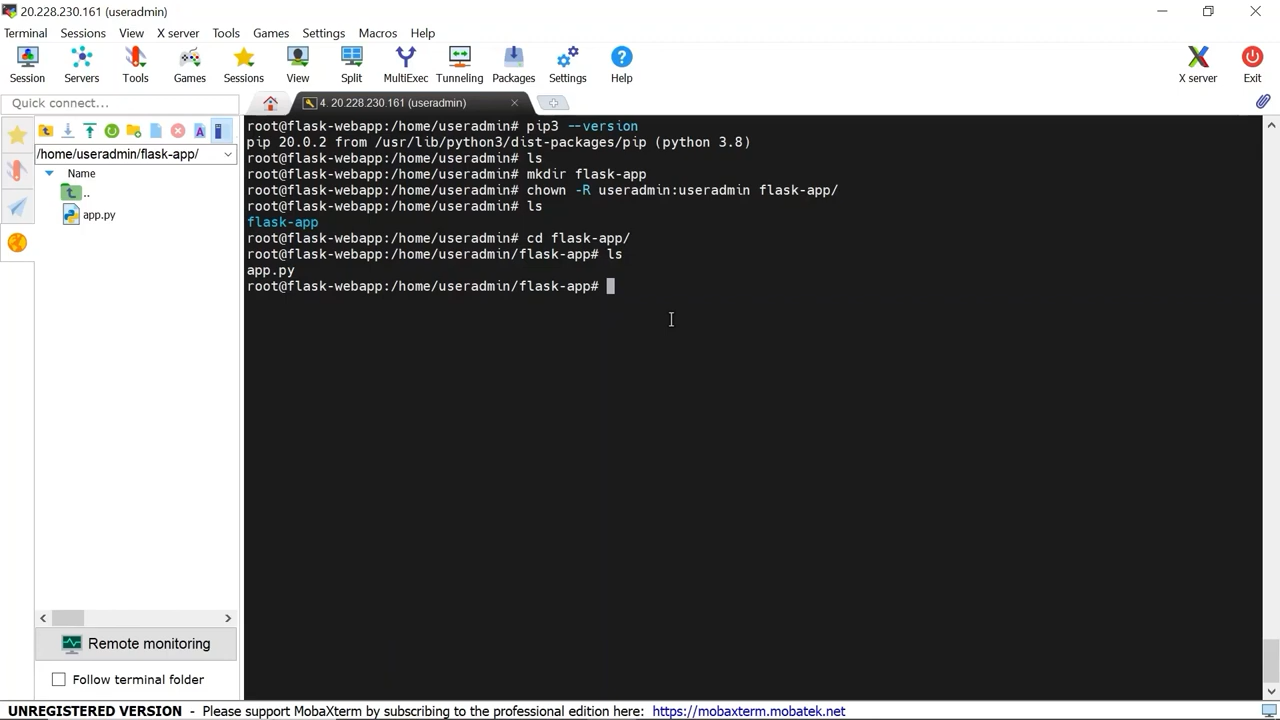 20.228.230.161 (useradmin)
Terminal Sessions View X server Tools Games Settings Macros Help
Session Servers Tools Games Sessions View Split MultiExec Tunneling Packages Settings Help X server Exit
Quick connect...
4. 20.228.230.161 (useradmin)
/home/useradmin/flask-app/
Name
..
app.py
root@flask-webapp:/home/useradmin# pip3 --version
pip 20.0.2 from /usr/lib/python3/dist-packages/pip (python 3.8)
root@flask-webapp:/home/useradmin# ls
root@flask-webapp:/home/useradmin# mkdir flask-app
root@flask-webapp:/home/useradmin# chown -R useradmin:useradmin flask-app/
root@flask-webapp:/home/useradmin# ls
flask-app
root@flask-webapp:/home/useradmin# cd flask-app/
root@flask-webapp:/home/useradmin/flask-app# ls
app.py
root@flask-webapp:/home/useradmin/flask-app#
Remote monitoring
Follow terminal folder
UNREGISTERED VERSION - Please support MobaXterm by subscribing to the professional edition here: https://mobaxterm.mobatek.net